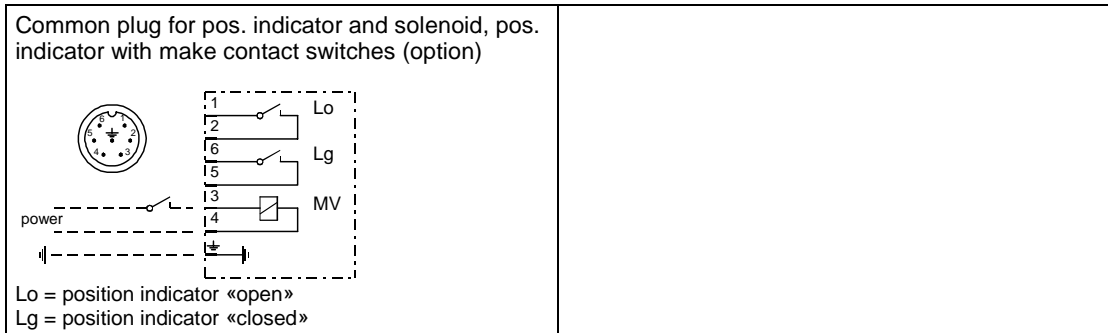 Common plug for pos. indicator and solenoid, pos.
indicator with make contact switches (option)
1
Lo
2
6
Lg
5
3
MV
4
6 1
5 2
4 3
power
Lo = position indicator «open»
Lg = position indicator «closed»